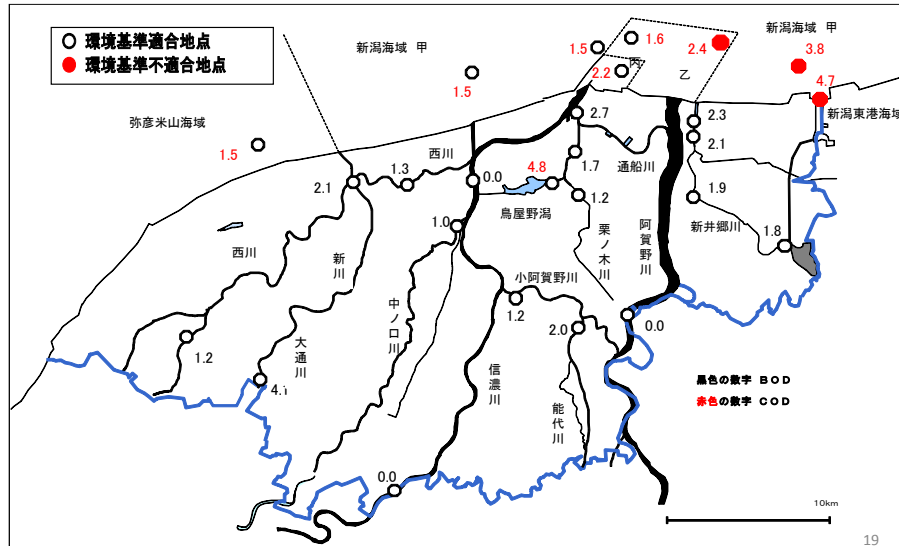 環境基準適合地点
環境基準不適合地点
新潟海域 甲
新潟海域 甲
1.5
1.6
2.4
3.8
丙
乙
2.2
4.7
1.5
新潟東港海域
弥彦米山海域
2.7
2.3
1.5
西川
1.3
2.1
1.7
通船川
2.1
0.0
4.8
1.2
1.9
鳥屋野潟
新井郷川
1.0
栗ノ木川
阿賀野川
1.8
西川
新川
小阿賀野川
中ノ口川
1.2
2.0
0.0
1.2
大通川
信濃川
能代川
黒色の数字 BOD
赤色の数字 COD
0.0
10km
19